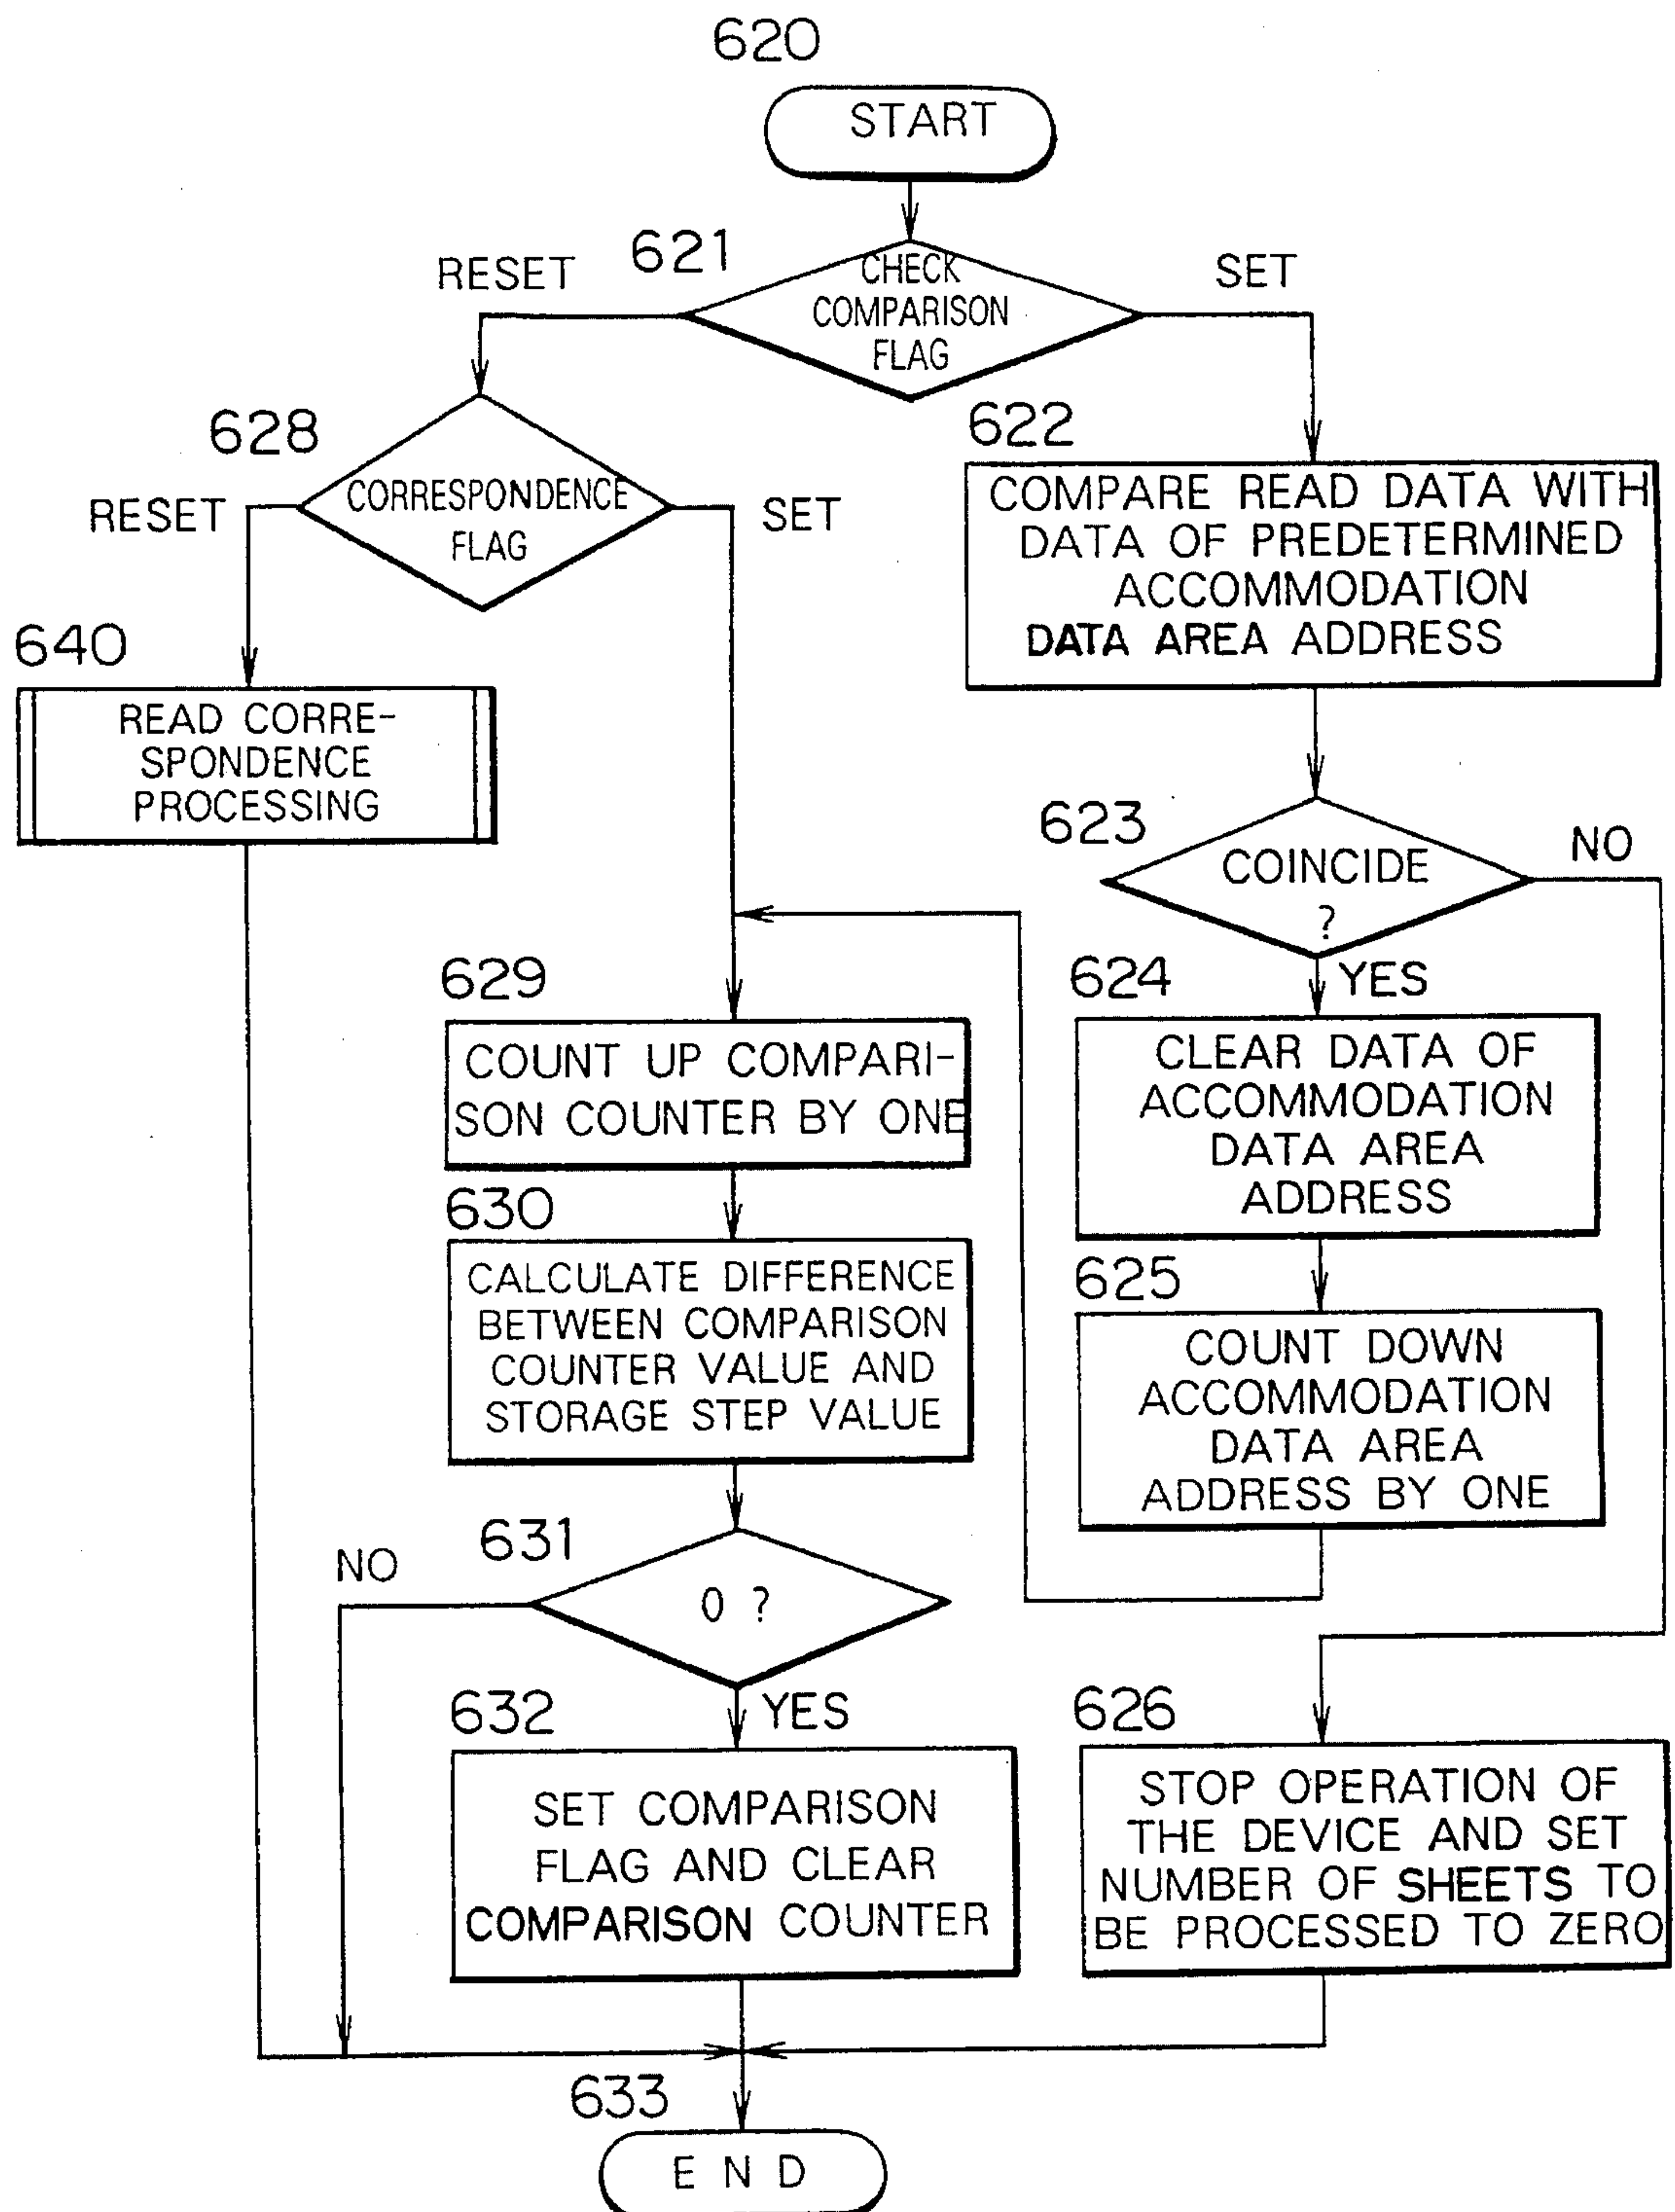 620
START
621
RESET
CHECK
COMPARISON
FLAG
SET
628
RESET
CORRESPONDENCE
FLAG
SET
622
COMPARE READ DATA WITH
DATA OF PREDETERMINED
ACCOMMODATION
DATA AREA ADDRESS
640
READ CORRE-
SPONDENCE
PROCESSING
623
COINCIDE
?
NO
YES
629
COUNT UP COMPARI-
SON COUNTER BY ONE
624
CLEAR DATA OF
ACCOMMODATION
DATA AREA
ADDRESS
630
CALCULATE DIFFERENCE
BETWEEN COMPARISON
COUNTER VALUE AND
STORAGE STEP VALUE
625
COUNT DOWN
ACCOMMODATION
DATA AREA
ADDRESS BY ONE
631
NO
0 ?
YES
632
SET COMPARISON
FLAG AND CLEAR
COMPARISON COUNTER
626
STOP OPERATION OF
THE DEVICE AND SET
NUMBER OF SHEETS TO
BE PROCESSED TO ZERO
633
END